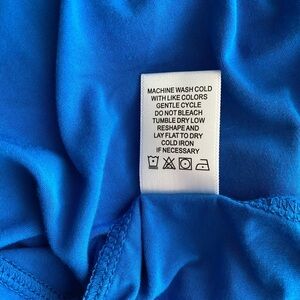 MACHINE WASH COLD
WITH LIKE COLORS
GENTLE CYCLE
DO NOT BLEACH
TUMBLE DRY LOW
RESHAPE AND
LAY FLAT TO DRY
COLD IRON
IF NECESSARY